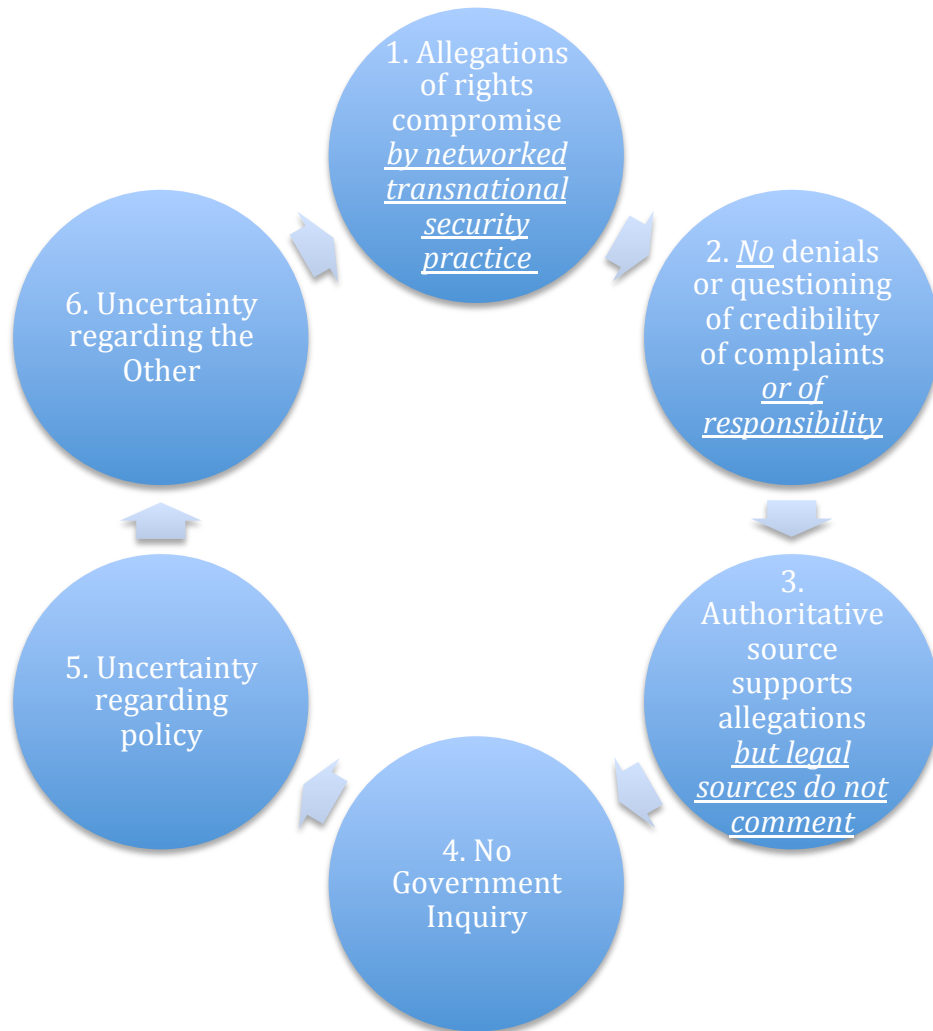 1. Allegations
of rights
compromise
by networked
transnational
security
practice
2. No denials
or questioning
of credibility
of complaints
or of
responsibility
3.
Authoritative
source
supports
allegations
but legal
sources do not
comment
4. No
Government
Inquiry
5. Uncertainty
regarding
policy
6. Uncertainty
regarding the
Other